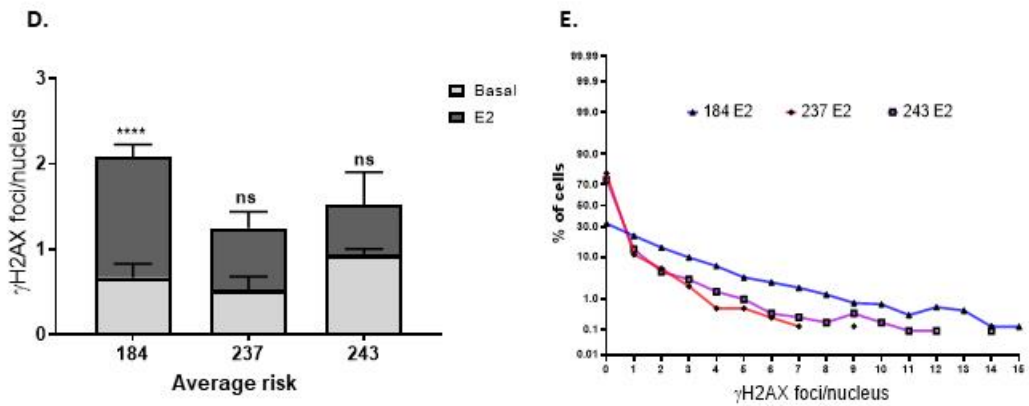 D.
γH2AX foci/nucleus
3
2
1
0
****
ns
ns
Basal
E2
184
237
243
Average risk
E.
% of cells
99.99
99.9
99.0
90.0
70.0
50.0
30.0
10.0
1.0
0.1
0.01
184 E2
237 E2
243 E2
0 1 2 3 4 5 6 7 8 9 10 11 12 13 14 15
γH2AX foci/nucleus